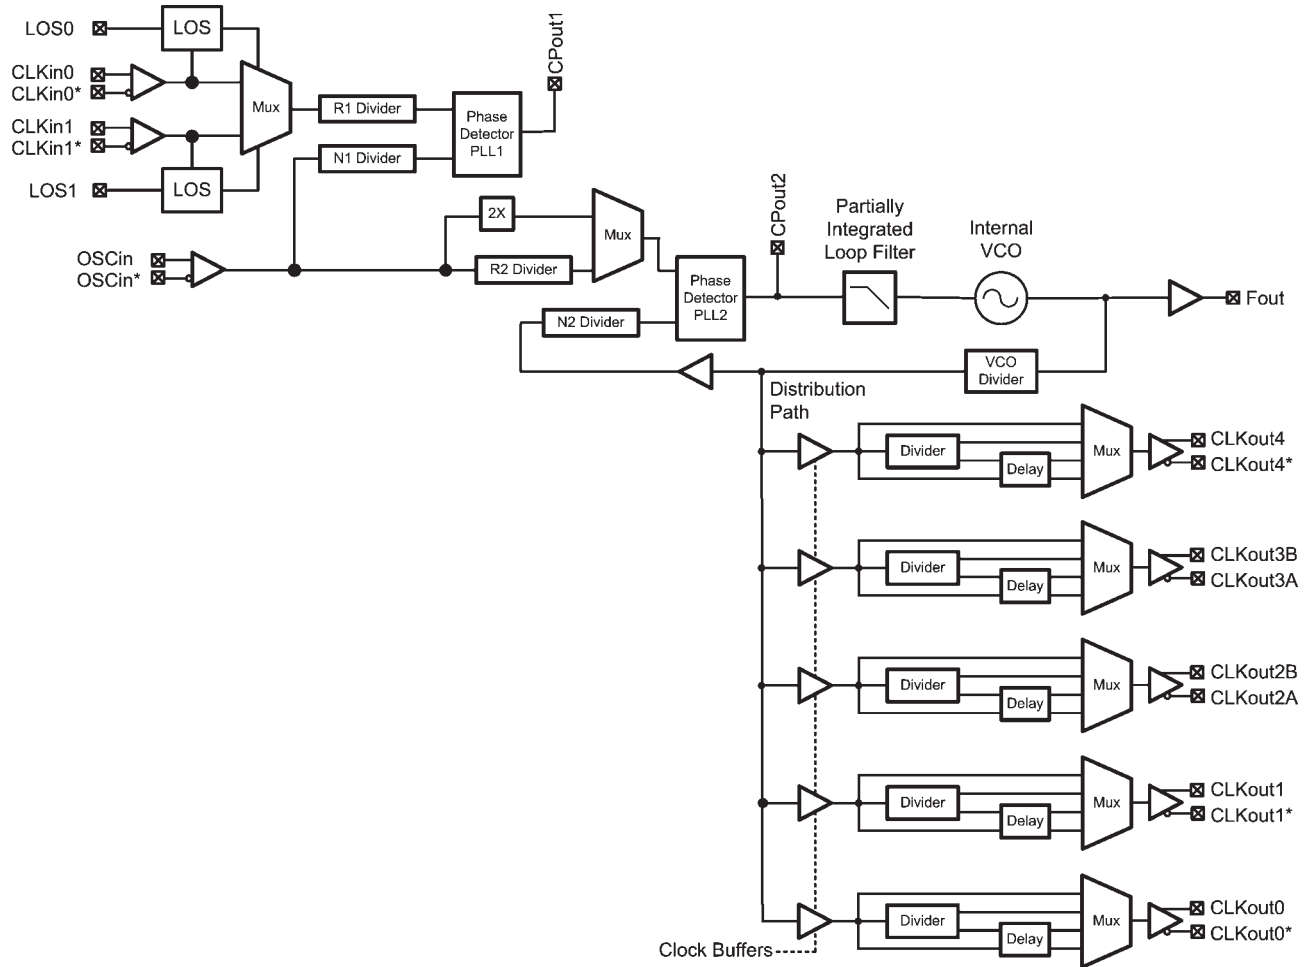 LOS0
LOS
CLKin0
CLKin0*
Mux
R1 Divider
CLKin1
CLKin1*
N1 Divider
Phase
Detector
PLL1
CPout1
LOS1
LOS
OSCin
OSCin*
2X
R2 Divider
Mux
N2 Divider
Phase
Detector
PLL2
CPout2
Partially
Integrated
Loop Filter
Internal
VCO
Fout
VCO
Divider
Distribution
Path
Divider
Delay
Mux
CLKout4
CLKout4*
Divider
Delay
Mux
CLKout3B
CLKout3A
Divider
Delay
Mux
CLKout2B
CLKout2A
Divider
Delay
Mux
CLKout1
CLKout1*
Divider
Delay
Mux
CLKout0
CLKout0*
Clock Buffers